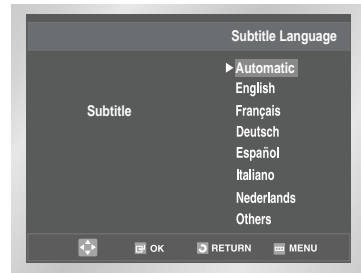 Subtitle Language
Automatic
English
Subtitle
Français
Deutsch
Español
Italiano
Nederlands
Others
OK RETURN MENU